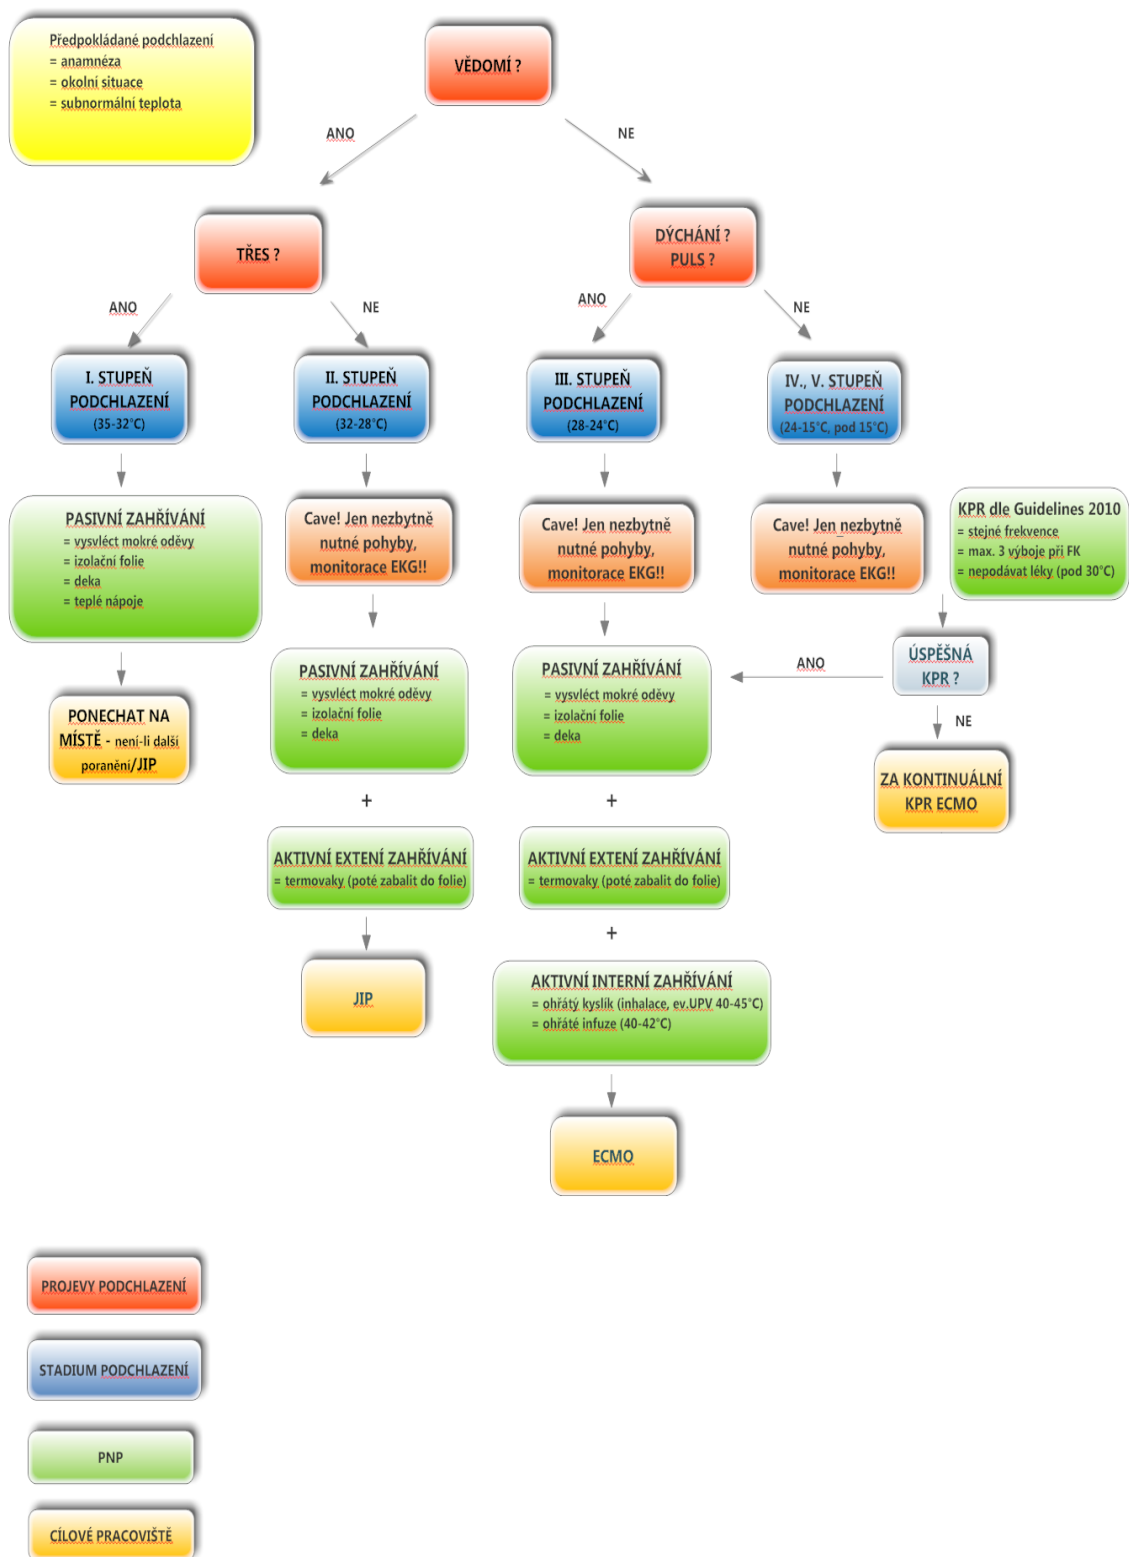 Předpokládané podchlazení
= anamnéza
= okolní situace
= subnormální teplota
VĚDOMÍ ?
ANO
NE
TŘES ?
DÝCHÁNÍ ?
PULS ?
ANO
NE
ANO
NE
I. STUPEŇ
PODCHLAZENÍ
(35-32°C)
II. STUPEŇ
PODCHLAZENÍ
(32-28°C)
III. STUPEŇ
PODCHLAZENÍ
(28-24°C)
IV., V. STUPEŇ
PODCHLAZENÍ
(24-15°C, pod 15°C)
PASIVNÍ ZAHŘÍVÁNÍ
= vysvléct mokré oděvy
= izolační folie
= deka
= teplé nápoje
Cave! Jen nezbytně
nutné pohyby,
monitorace EKG!!
Cave! Jen nezbytně
nutné pohyby,
monitorace EKG!!
Cave! Jen nezbytně
nutné pohyby,
monitorace EKG!!
KPR dle Guidelines 2010
= stejné frekvence
= max. 3 výboje při FK
= nepodávat léky (pod 30°C)
PONECHAT NA
MÍSTĚ - není-li další
poranění/JIP
PASIVNÍ ZAHŘÍVÁNÍ
= vysvléct mokré oděvy
= izolační folie
= deka
PASIVNÍ ZAHŘÍVÁNÍ
= vysvléct mokré oděvy
= izolační folie
= deka
ANO
ÚSPĚŠNÁ
KPR ?
NE
ZA KONTINUÁLNÍ
KPR ECMO
+
+
AKTIVNÍ EXTENÍ ZAHŘÍVÁNÍ
= termovaky (poté zabalit do folie)
AKTIVNÍ EXTENÍ ZAHŘÍVÁNÍ
= termovaky (poté zabalit do folie)
+
JIP
AKTIVNÍ INTERNÍ ZAHŘÍVÁNÍ
= ohřátý kyslík (inhalace, ev.UPV 40-45°C)
= ohřáté infuze (40-42°C)
ECMO
PROJEVY PODCHLAZENÍ
STADIUM PODCHLAZENÍ
PNP
CÍLOVÉ PRACOVIŠTĚ